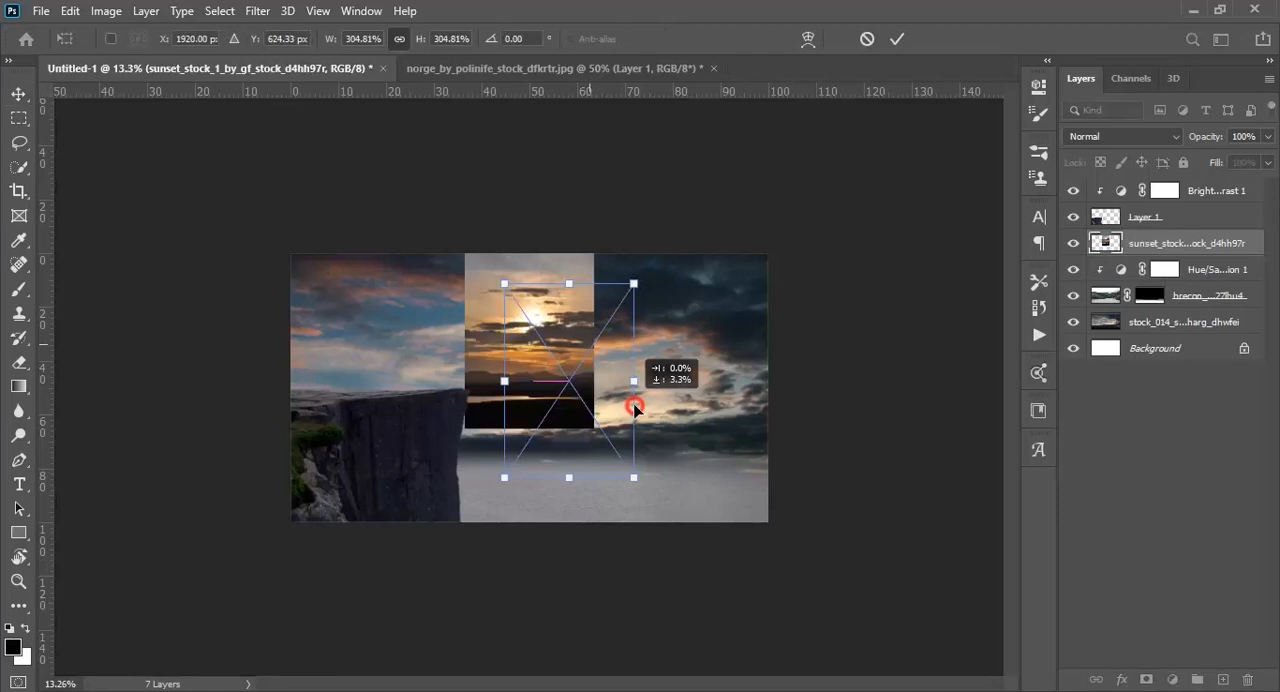 Ps File Edit Image Layer Type Select Filter 3D View Window Help
X: 1920.00 px Y: 624.33 px W: 304.81% H: 304.81% 0.00 ° Anti-alias
Untitled-1 @ 13.3% (sunset_stock_1_by_gf_stock_d4hh97r, RGB/8) * × norge_by_polinife_stock_dfkrtr.jpg @ 50% (Layer 1, RGB/8*) * ×
50 40 30 20 10 0 10 20 30 40 50 60 70 80 90 100 110 120 130 140
Layers Channels 3D
Kind
Normal Opacity: 100%
Lock: Fill: 100%
Bright...rast 1
Layer 1
sunset_stock...ock_d4hh97r
Hue/Sa...ion 1
brecon_...27lhu4
stock_014_s...harg_dhwfei
Background
0.0%
3.3%
13.26% 7 Layers